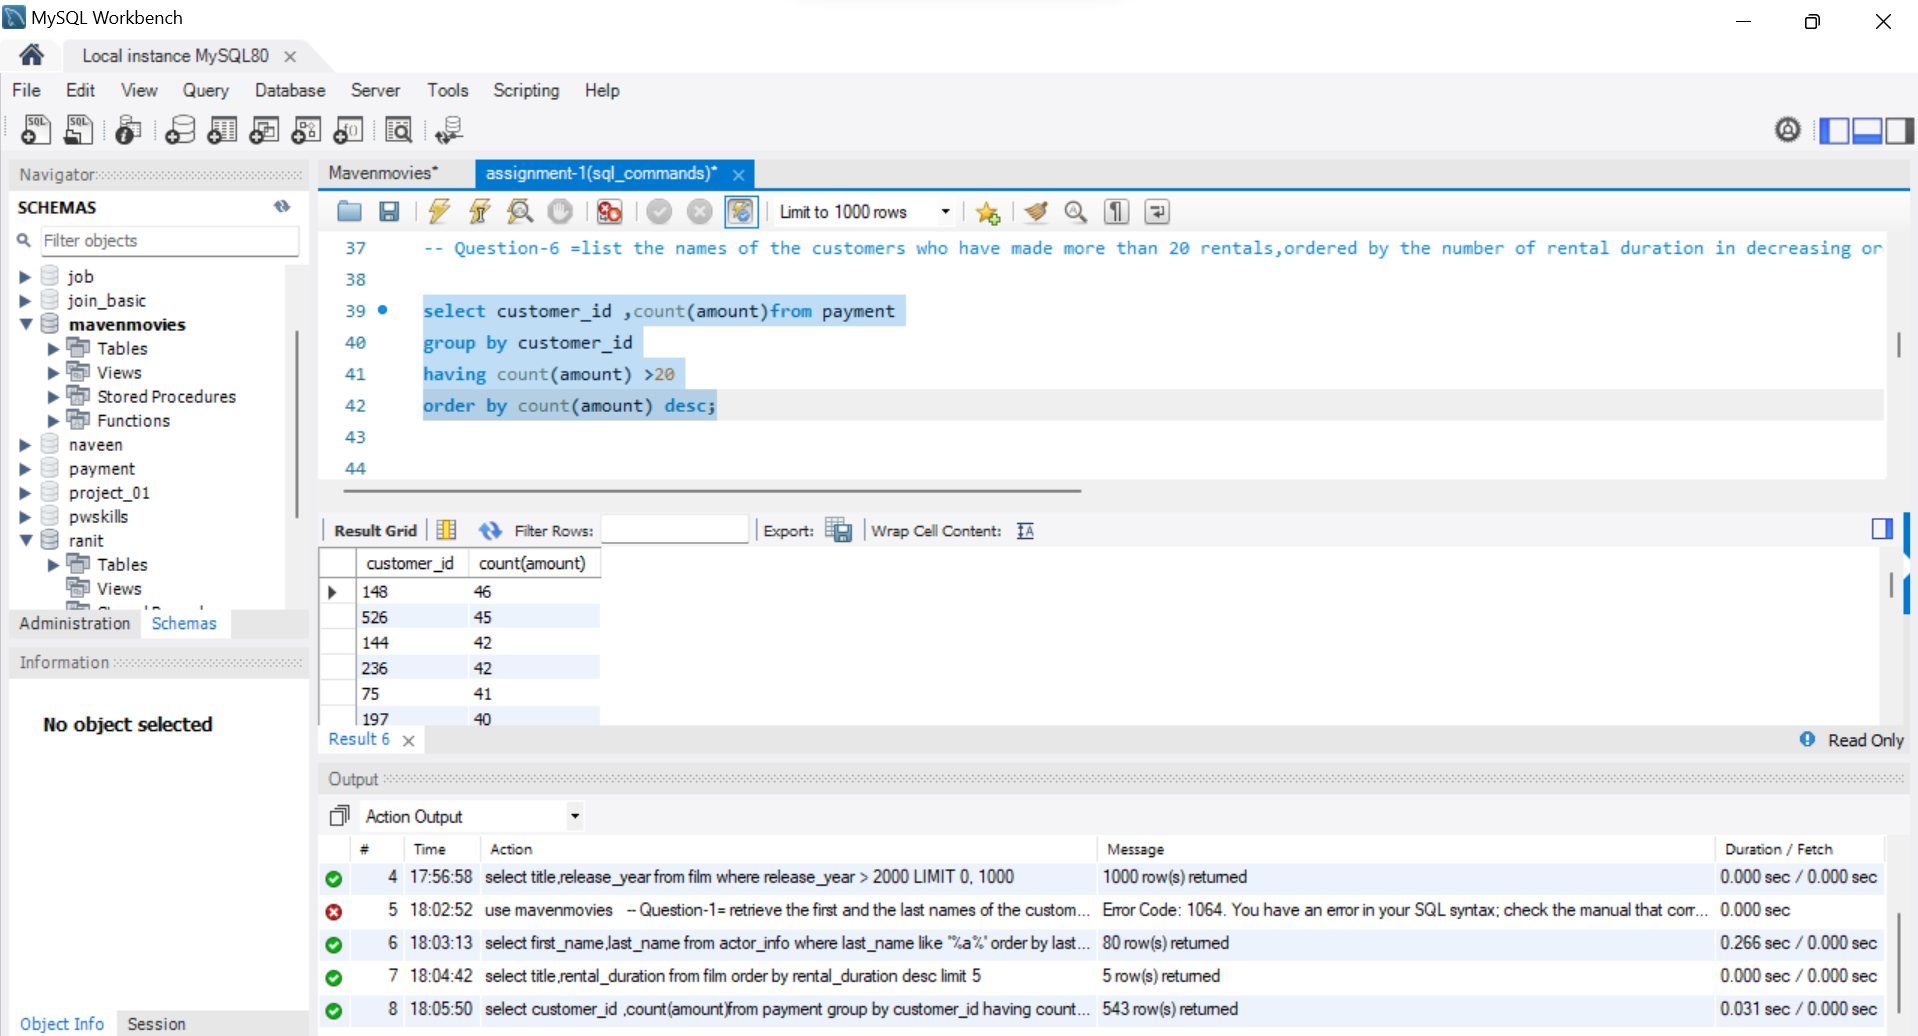 MySQL Workbench
Local instance MySQL80
File Edit View Query Database Server Tools Scripting Help
Navigator
SCHEMAS
Filter objects
job
join_basic
mavenmovies
Tables
Views
Stored Procedures
Functions
naveen
payment
project_01
pwskills
ranit
Tables
Views
Administration Schemas
Information
No object selected
Object Info Session
Mavenmovies* assignment-1(sql_commands)*
Limit to 1000 rows
37 -- Question-6 =list the names of the customers who have made more than 20 rentals,ordered by the number of rental duration in decreasing or
38
39 select customer_id ,count(amount)from payment
40 group by customer_id
41 having count(amount) >20
42 order by count(amount) desc;
43
44
Result Grid Filter Rows: Export: Wrap Cell Content:
customer_id count(amount)
148 46
526 45
144 42
236 42
75 41
197 40
Result 6 Read Only
Output
Action Output
# Time Action Message Duration / Fetch
4 17:56:58 select title,release_year from film where release_year > 2000 LIMIT 0, 1000 1000 row(s) returned 0.000 sec / 0.000 sec
5 18:02:52 use mavenmovies -- Question-1= retrieve the first and the last names of the custom... Error Code: 1064. You have an error in your SQL syntax; check the manual that corr... 0.000 sec
6 18:03:13 select first_name,last_name from actor_info where last_name like '%a%' order by last... 80 row(s) returned 0.266 sec / 0.000 sec
7 18:04:42 select title,rental_duration from film order by rental_duration desc limit 5 5 row(s) returned 0.000 sec / 0.000 sec
8 18:05:50 select customer_id ,count(amount)from payment group by customer_id having count... 543 row(s) returned 0.031 sec / 0.000 sec